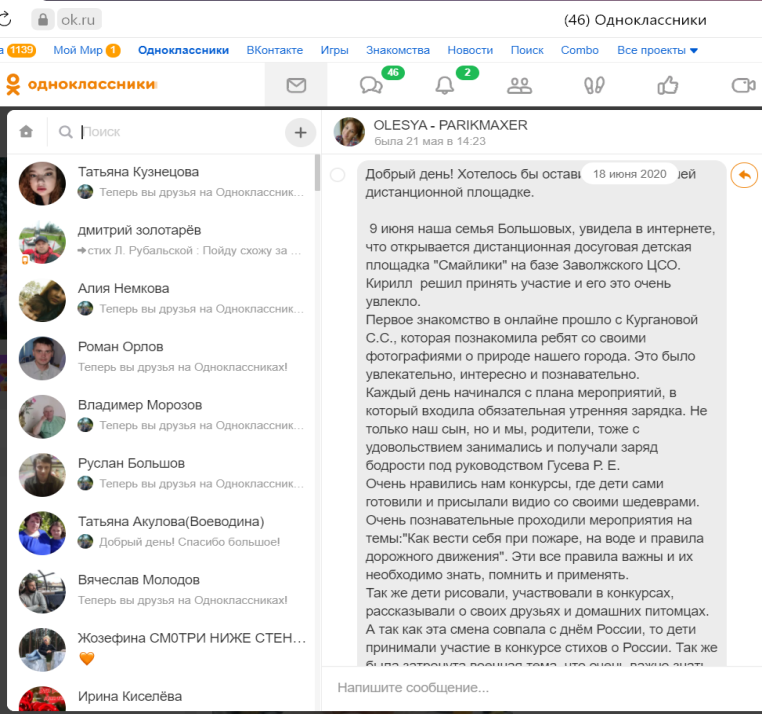 ok.ru
(46) Одноклассники
а 1139 Мой Мир 1 Одноклассники ВКонтакте Игры Знакомства Новости Поиск Combo Все проекты
одноклассники
46
2
Поиск
Татьяна Кузнецова
Теперь вы друзья на Одноклассник...
дмитрий золотарёв
стих Л. Рубальской : Пойду схожу за ...
Алия Немкова
Теперь вы друзья на Одноклассник...
Роман Орлов
Теперь вы друзья на Одноклассниках!
Владимер Морозов
Теперь вы друзья на Одноклассник...
Руслан Большов
Теперь вы друзья на Одноклассник...
Татьяна Акулова(Воеводина)
Добрый день! Спасибо большое!
Вячеслав Молодов
Теперь вы друзья на Одноклассниках!
Жозефина СМ0ТРИ НИЖЕ СТЕН...
🧡
Ирина Киселёва
OLESYA - PARIKMAXER
была 21 мая в 14:23
18 июня 2020
Добрый день! Хотелось бы остави ей
дистанционной площадке.
9 июня наша семья Большовых, увидела в интернете,
что открывается дистанционная досуговая детская
площадка "Смайлики" на базе Заволжского ЦСО.
Кирилл решил принять участие и его это очень
увлекло.
Первое знакомство в онлайне прошло с Кургановой
С.С., которая познакомила ребят со своими
фотографиями о природе нашего города. Это было
увлекательно, интересно и познавательно.
Каждый день начинался с плана мероприятий, в
который входила обязательная утренняя зарядка. Не
только наш сын, но и мы, родители, тоже с
удовольствием занимались и получали заряд
бодрости под руководством Гусева Р. Е.
Очень нравились нам конкурсы, где дети сами
готовили и присылали видео со своими шедеврами.
Очень познавательные проходили мероприятия на
темы:"Как вести себя при пожаре, на воде и правила
дорожного движения". Эти все правила важны и их
необходимо знать, помнить и применять.
Так же дети рисовали, участвовали в конкурсах,
рассказывали о своих друзьях и домашних питомцах.
А так как эта смена совпала с днём России, то дети
принимали участие в конкурсе стихов о России. Так же
была затронута военная тема, что очень важно знать
Напишите сообщение...